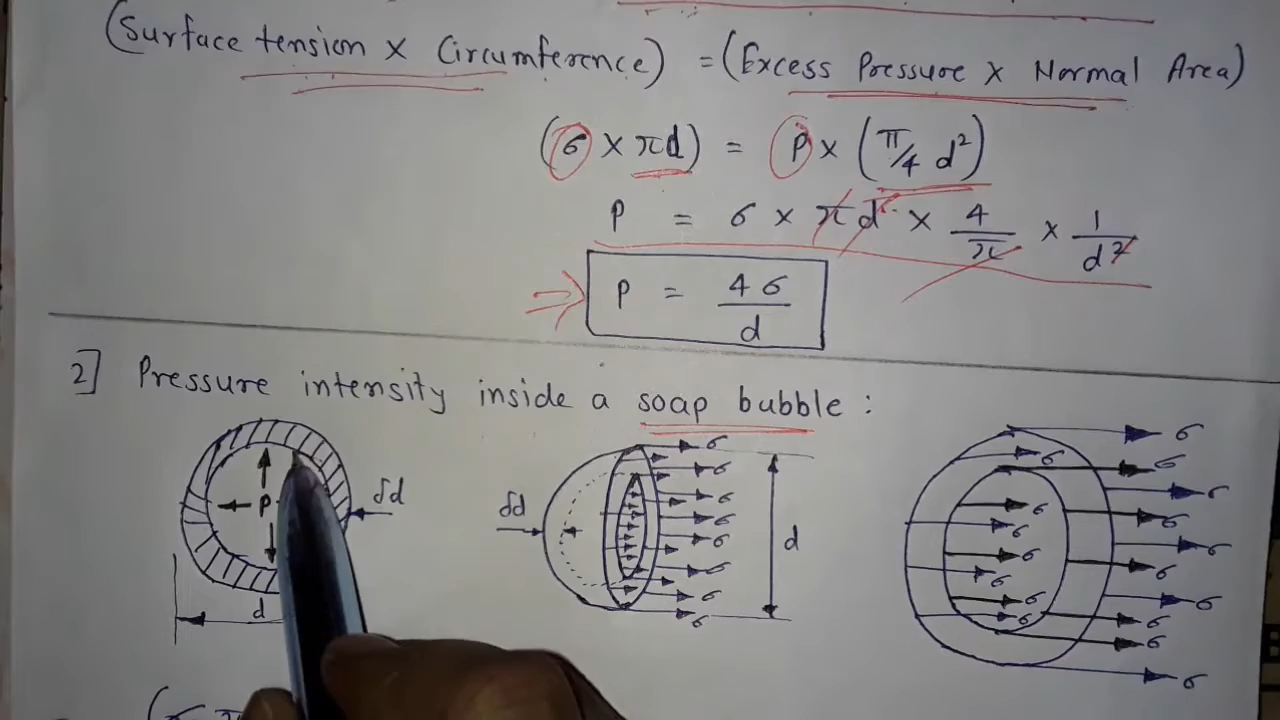 (Surface tension × Circumference) = (Excess Pressure × Normal Area)
(σ × πd) = P × (π/4 d²)
P = σ × πd × 4/π × 1/d²
P = 4σ/d
2] Pressure intensity inside a soap bubble :
P δd d
δd σ σ σ σ σ σ σ σ d
σ σ σ σ σ σ σ σ σ σ σ σ σ σ σ σ
(σ π